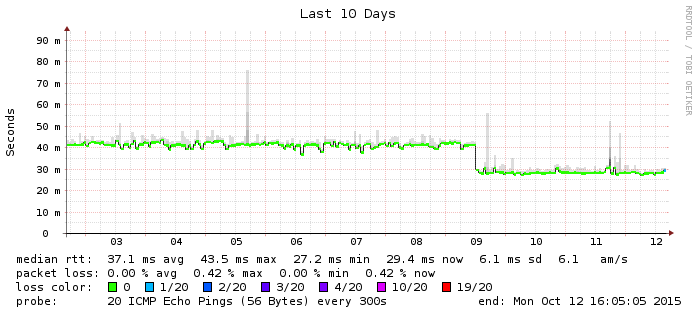 Last 10 Days
RRDTOOL / TOBI OETIKER
Seconds
90 m
80 m
70 m
60 m
50 m
40 m
30 m
20 m
10 m
0
03 04 05 06 07 08 09 10 11 12
median rtt: 37.1 ms avg 43.5 ms max 27.2 ms min 29.4 ms now 6.1 ms sd 6.1 am/s
packet loss: 0.00 % avg 0.42 % max 0.00 % min 0.42 % now
loss color: 0 1/20 2/20 3/20 4/20 10/20 19/20
probe: 20 ICMP Echo Pings (56 Bytes) every 300s end: Mon Oct 12 16:05:05 2015